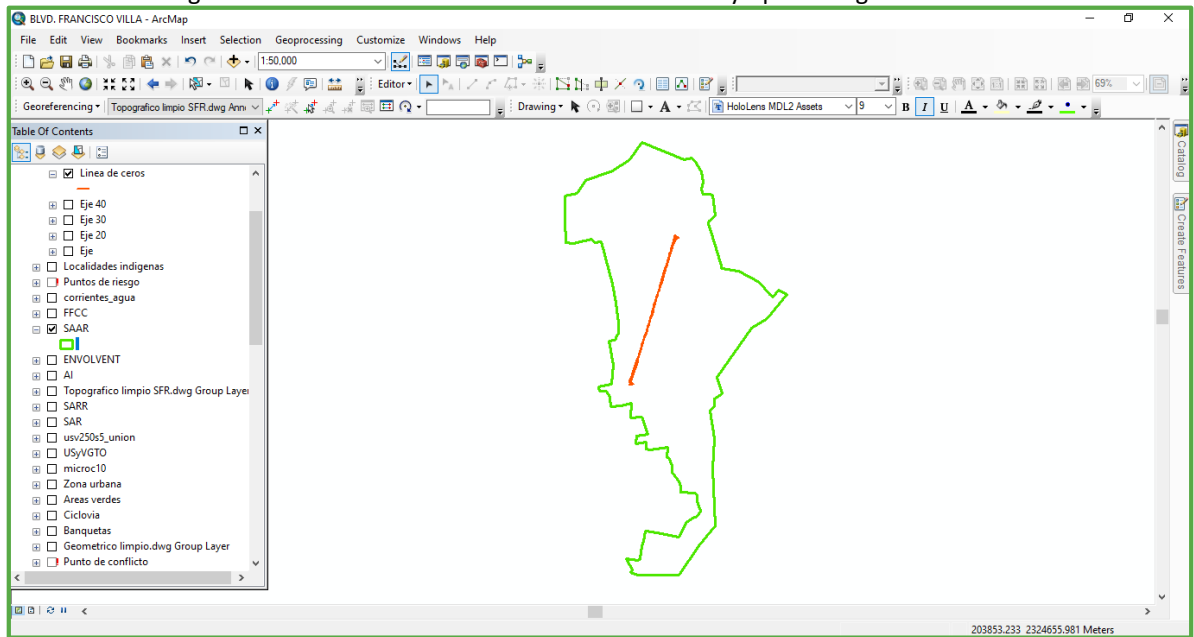 BLVD. FRANCISCO VILLA - ArcMap
File Edit View Bookmarks Insert Selection Geoprocessing Customize Windows Help
1:50,000
Editor
69%
Georeferencing Topografico limpio SFR.dwg Anno Drawing A HoloLens MDL2 Assets 9 B I U A
Table Of Contents
Linea de ceros
Eje 40
Eje 30
Eje 20
Eje
Localidades indigenas
Puntos de riesgo
corrientes_agua
FFCC
SAAR
ENVOLVENT
AI
Topografico limpio SFR.dwg Group Layer
SARR
SAR
usv250s5_union
USyVGTO
microc10
Zona urbana
Areas verdes
Ciclovia
Banquetas
Geometrico limpio.dwg Group Layer
Punto de conflicto
Catalog
Create Features
203853.233 2324655.981 Meters